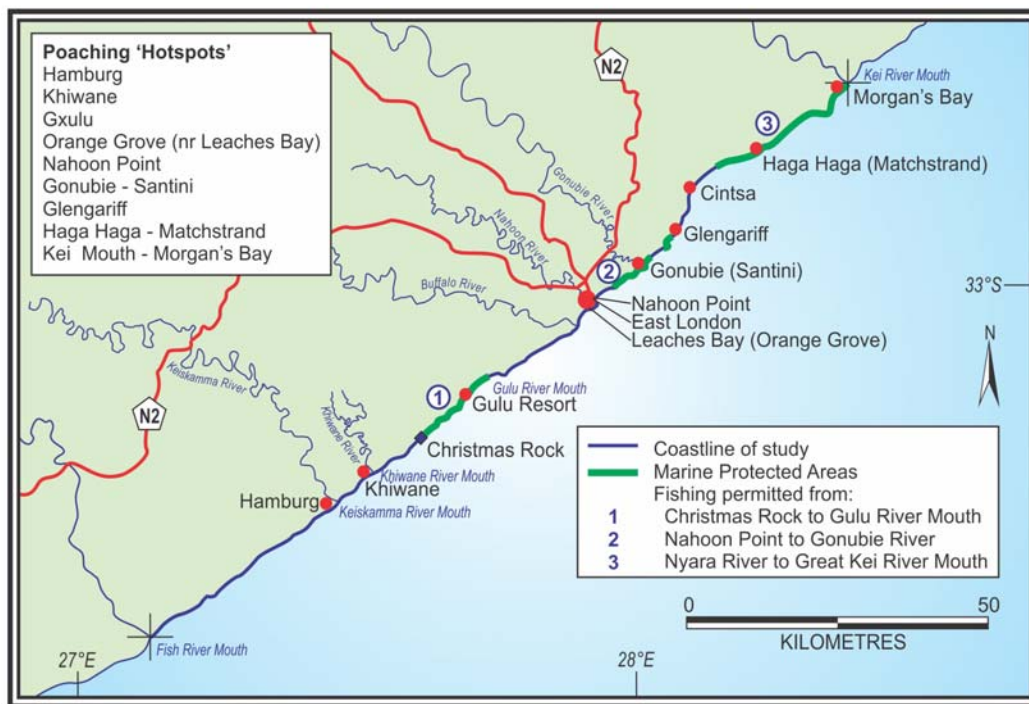 Poaching ‘Hotspots’
Hamburg
Khiwane
Gxulu
Orange Grove (nr Leaches Bay)
Nahoon Point
Gonubie - Santini
Glengariff
Haga Haga - Matchstrand
Kei Mouth - Morgan’s Bay
N2
N2
Kei River Mouth
Morgan’s Bay
3
Haga Haga (Matchstrand)
Cintsa
Gonubie River
Glengariff
Nahoon River
2
Gonubie (Santini)
Buffalo River
33°S
Nahoon Point
East London
Leaches Bay (Orange Grove)
N
Keiskamma River
1
Gulu River Mouth
Gulu Resort
Khiwane River
Christmas Rock
Khiwane River Mouth
Khiwane
Hamburg
Keiskamma River Mouth
Fish River Mouth
Coastline of study
Marine Protected Areas
Fishing permitted from:
1 Christmas Rock to Gulu River Mouth
2 Nahoon Point to Gonubie River
3 Nyara River to Great Kei River Mouth
0 50
KILOMETRES
27°E
28°E